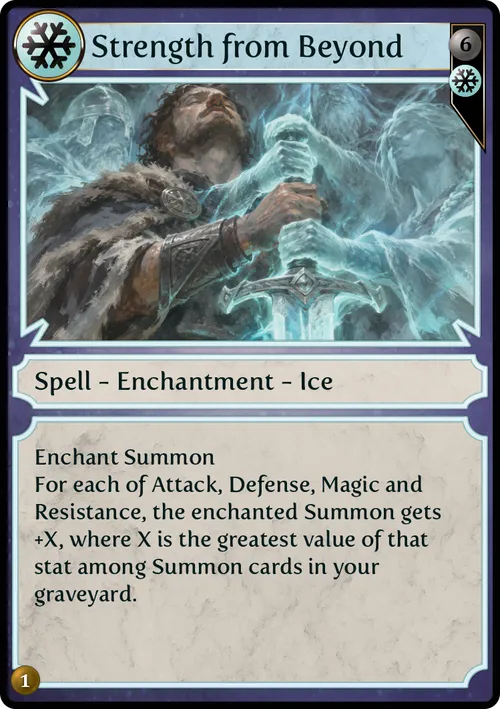 Strength from Beyond
6
Spell - Enchantment - Ice
Enchant Summon
For each of Attack, Defense, Magic and
Resistance, the enchanted Summon gets
+X, where X is the greatest value of that
stat among Summon cards in your
graveyard.
1